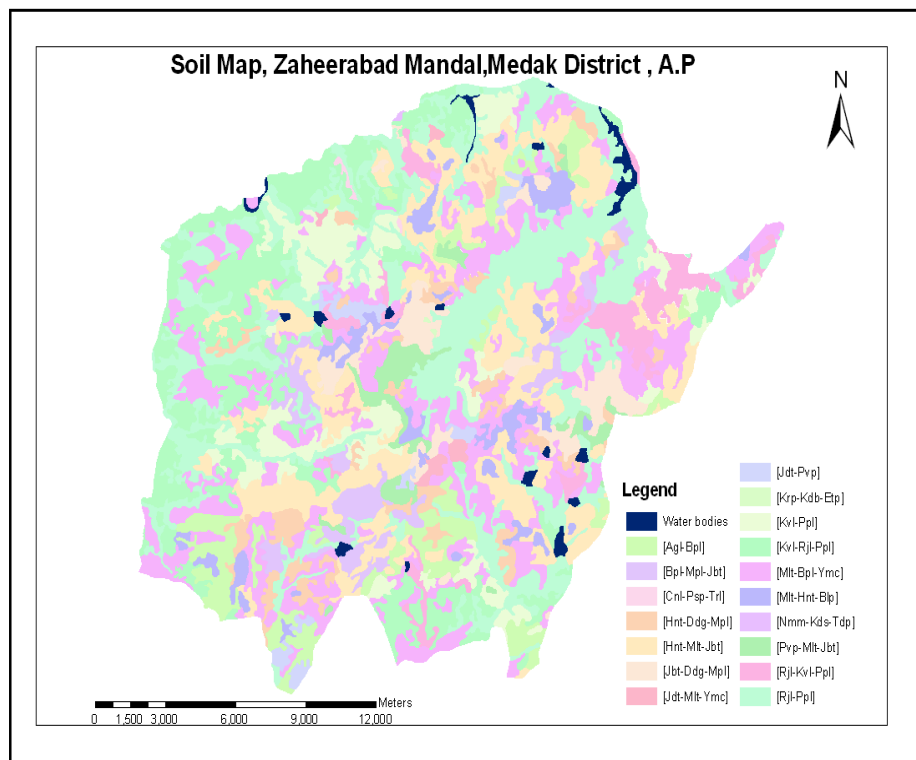 Soil Map, Zaheerabad Mandal,Medak District , A.P
N
Legend
Water bodies
[Agl-Bpl]
[Bpl-Mpl-Jbt]
[Cnl-Psp-Trl]
[Hnt-Ddg-Mpl]
[Hnt-Mlt-Jbt]
[Jbt-Ddg-Mpl]
[Jdt-Mlt-Ymc]
[Jdt-Pvp]
[Krp-Kdb-Etp]
[Kvl-Ppl]
[Kvl-Rjl-Ppl]
[Mlt-Bpl-Ymc]
[Mlt-Hnt-Blp]
[Nmm-Kds-Tdp]
[Pvp-Mlt-Jbt]
[Rjl-Kvl-Ppl]
[Rjl-Ppl]
Meters
0 1,500 3,000 6,000 9,000 12,000